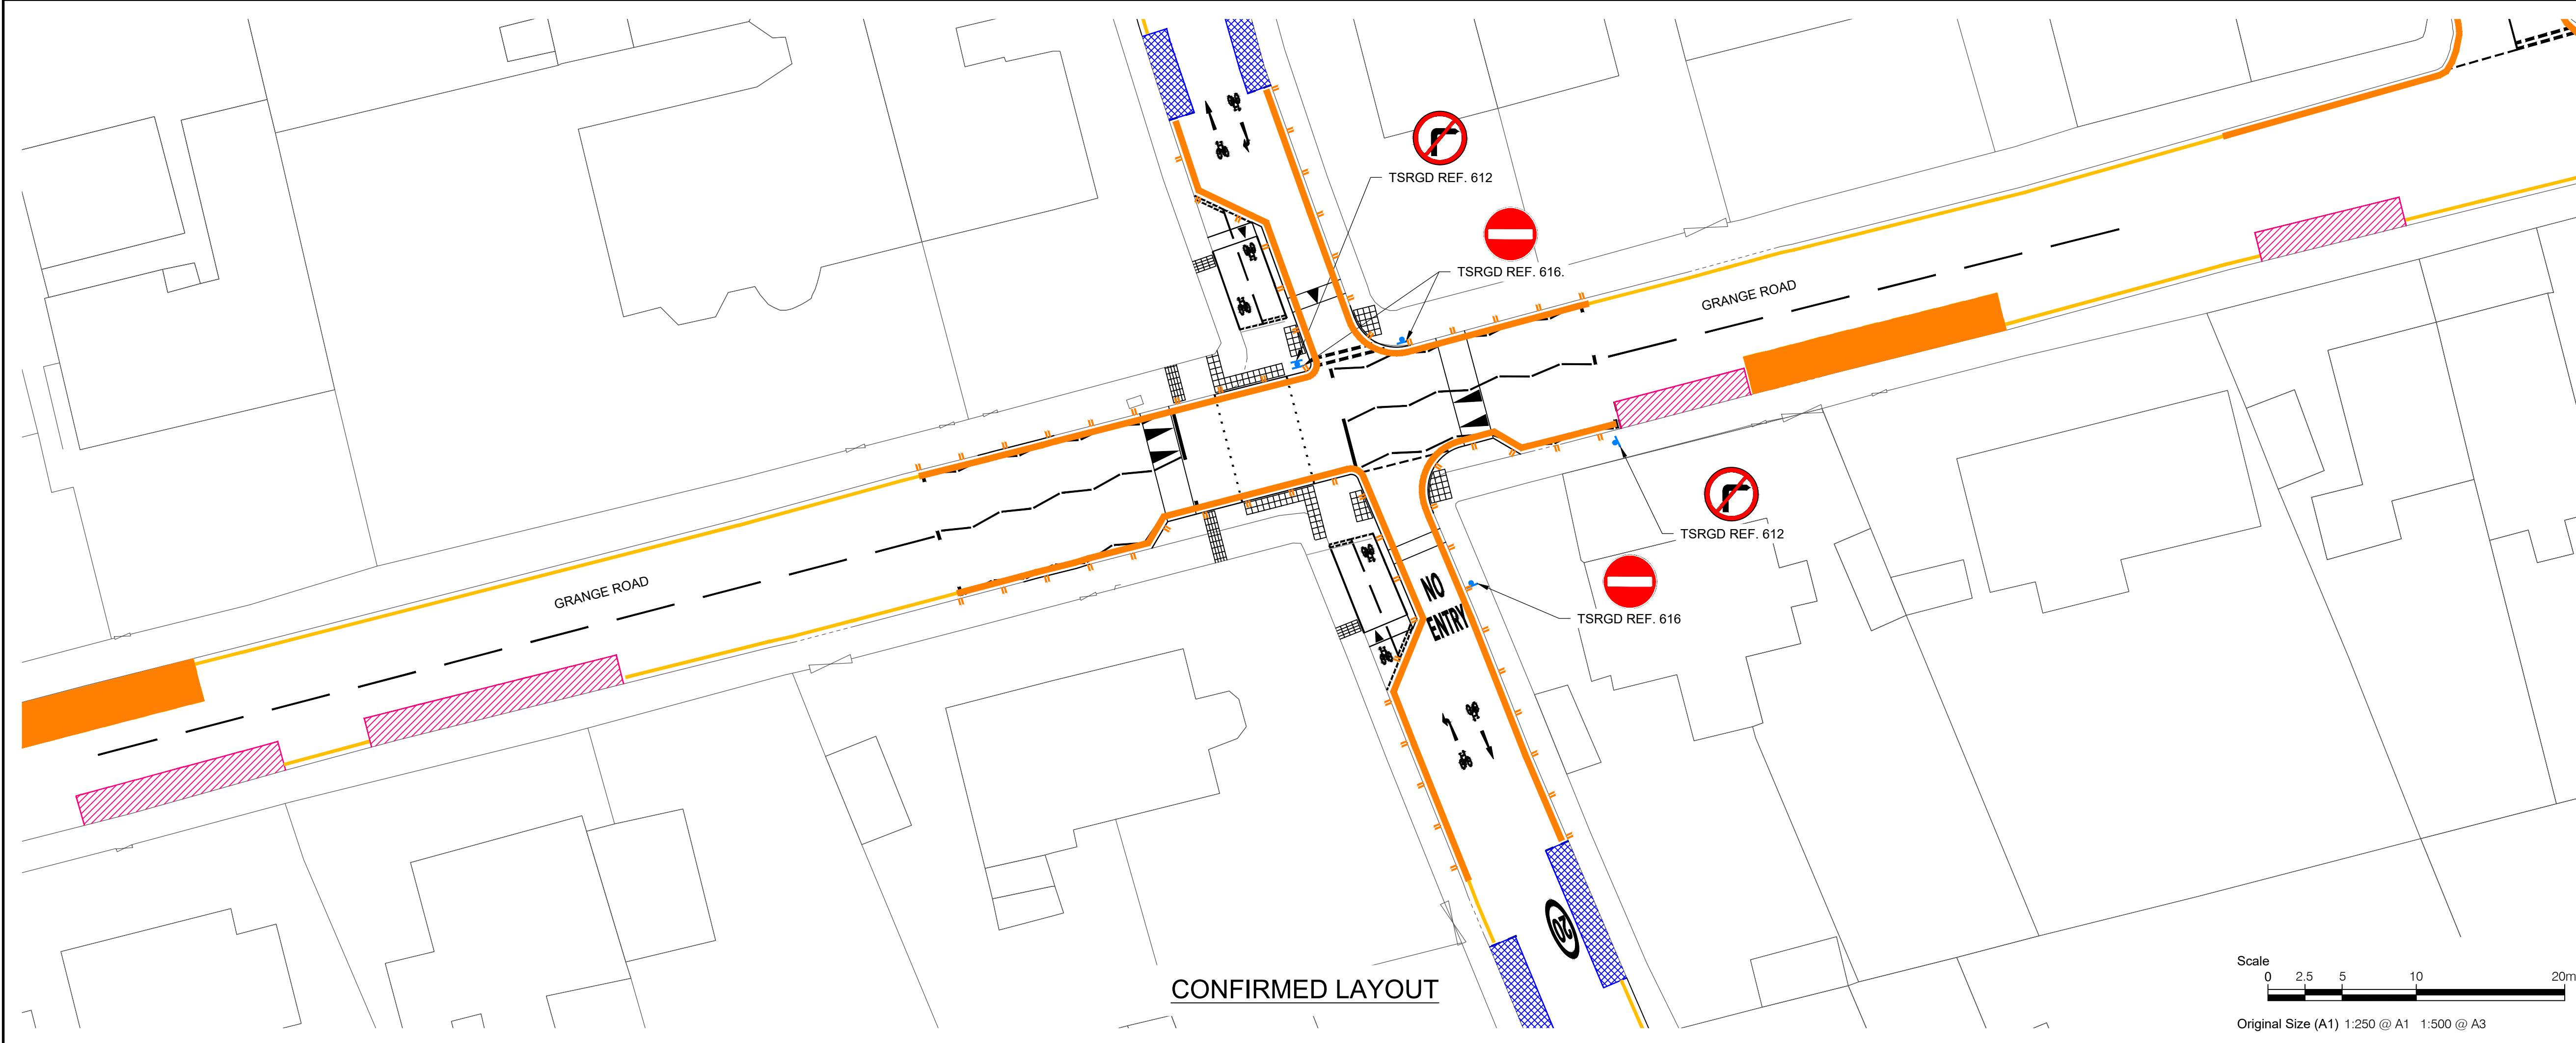 TSRGD REF. 612
TSRGD REF. 616.
GRANGE ROAD
TSRGD REF. 612
GRANGE ROAD
NO
ENTRY
TSRGD REF. 616
20
CONFIRMED LAYOUT
Scale
0 2.5 5 10 20m
Original Size (A1) 1:250 @ A1 1:500 @ A3